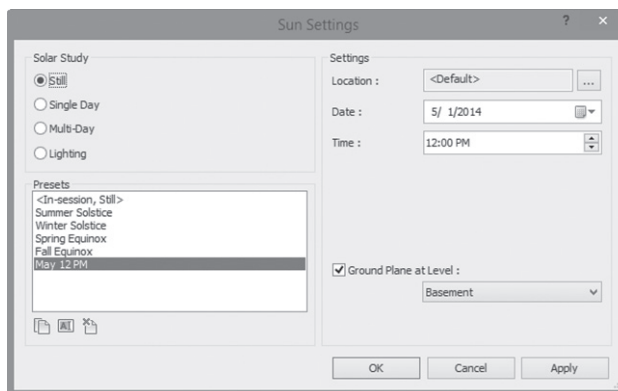 Sun Settings
?
×
Solar Study
Still
Single Day
Multi-Day
Lighting
Presets
<In-session, Still>
Summer Solstice
Winter Solstice
Spring Equinox
Fall Equinox
May 12 PM
AI
Settings
Location : <Default> ...
Date : 5/ 1/2014
Time : 12:00 PM
Ground Plane at Level :
Basement
OK Cancel Apply